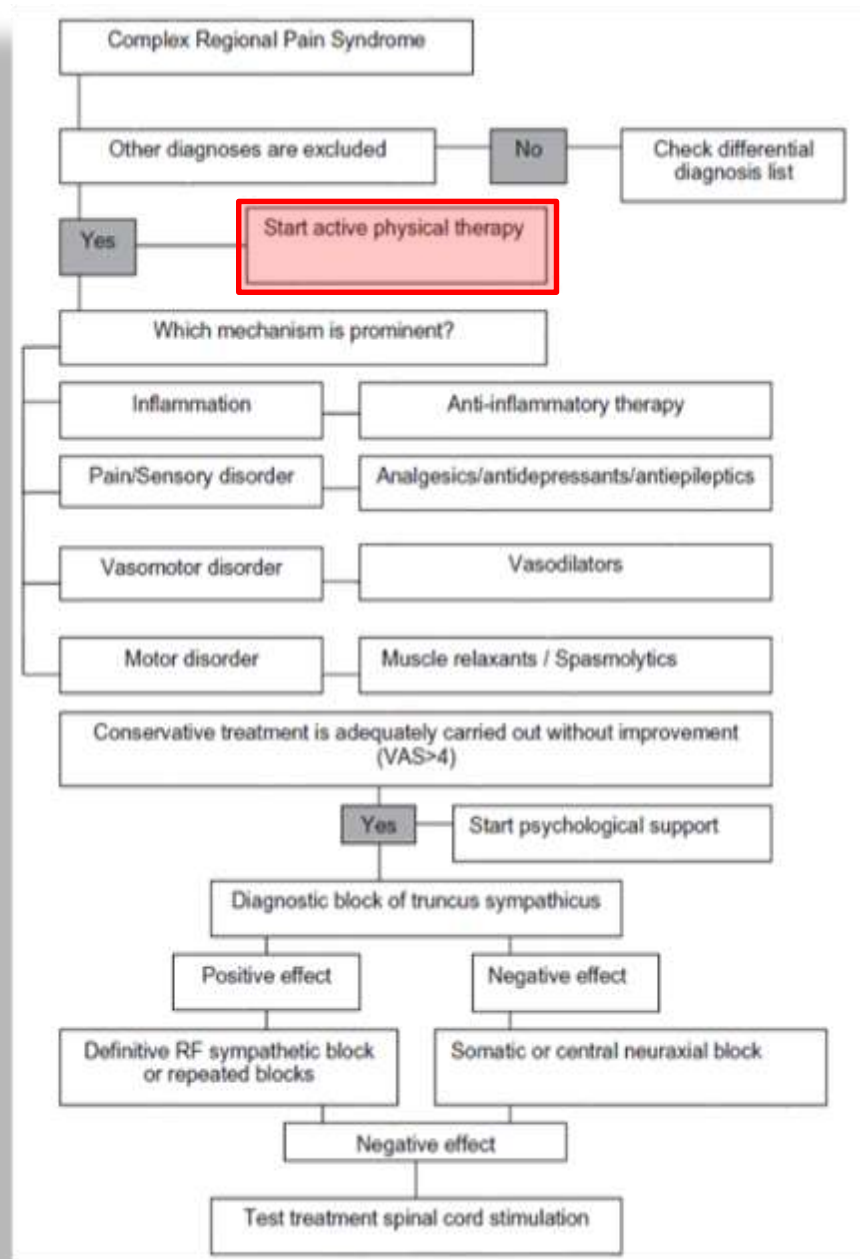 Complex Regional Pain Syndrome
Other diagnoses are excluded
No
Check differential
diagnosis list
Yes
Start active physical therapy
Which mechanism is prominent?
Inflammation
Anti-inflammatory therapy
Pain/Sensory disorder
Analgesics/antidepressants/antiepileptics
Vasomotor disorder
Vasodilators
Motor disorder
Muscle relaxants / Spasmolytics
Conservative treatment is adequately carried out without improvement
(VAS>4)
Yes
Start psychological support
Diagnostic block of truncus sympathicus
Positive effect
Negative effect
Definitive RF sympathetic block
or repeated blocks
Somatic or central neuraxial block
Negative effect
Test treatment spinal cord stimulation